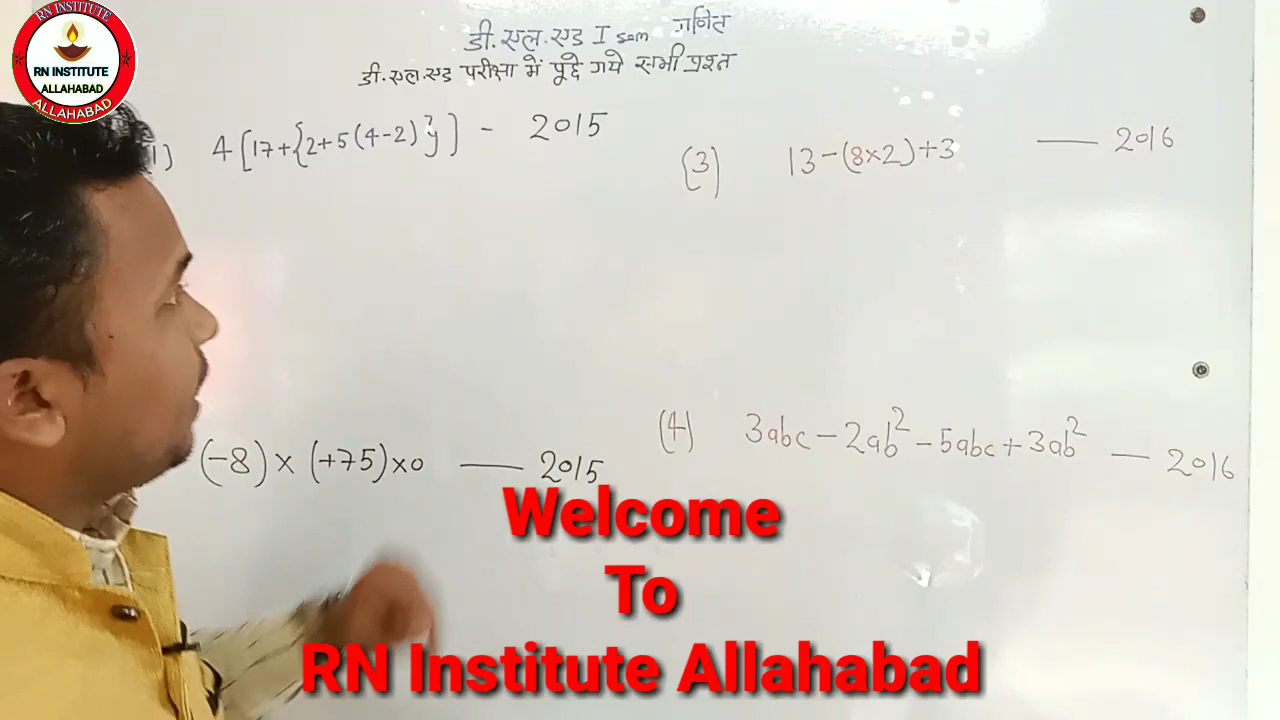 RN INSTITUTE
RN INSTITUTE
ALLAHABAD
ALLAHABAD
डी.एल.एड I sem गणित
डी.एल.एड परीक्षा में पूछे गये सभी प्रश्न
1) 4[17+{2+5(4-2)}] - 2015
(3) 13-(8×2)+3 — 2016
(-8)×(+75)×0 — 2015
(4) 3abc-2ab²-5abc+3ab² — 2016
Welcome
To
RN Institute Allahabad